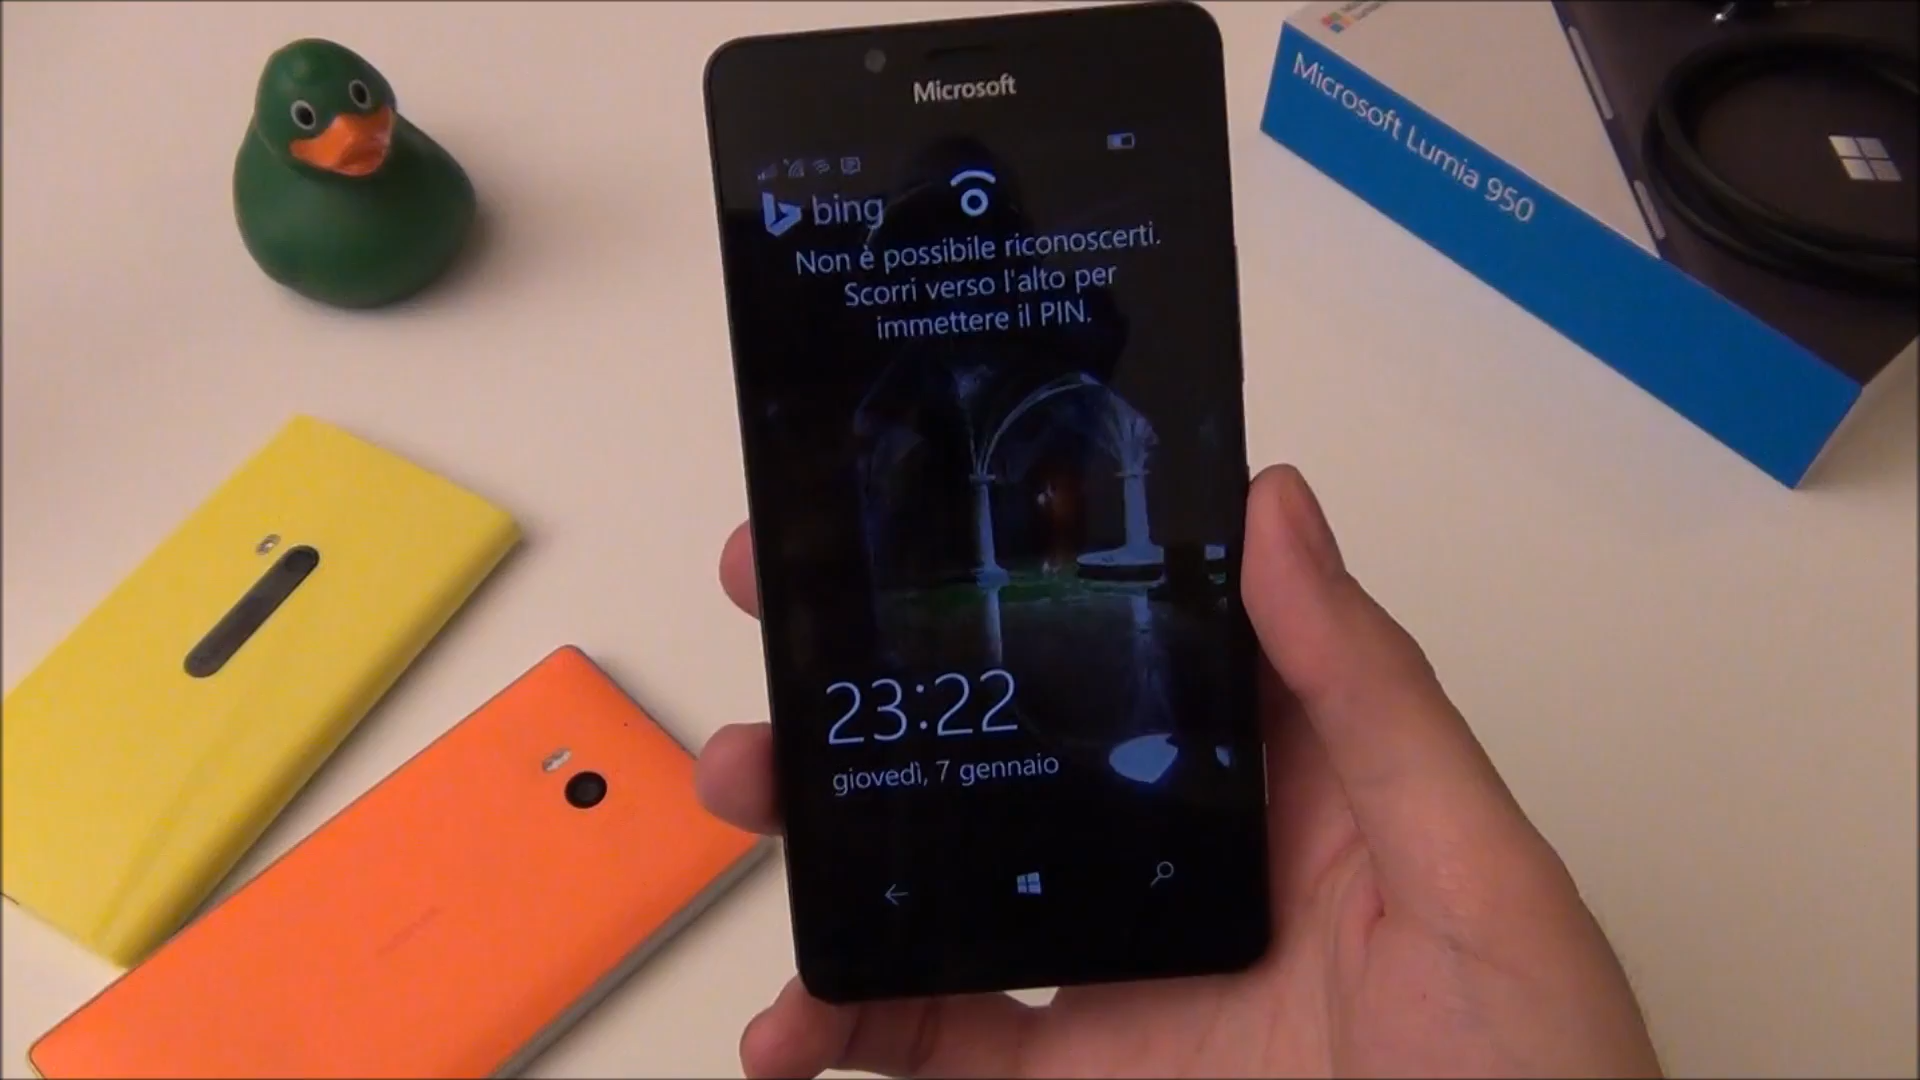 Microsoft
bing
Non è possibile riconoscerti.
Scorri verso l'alto per
immettere il PIN.
23:22
giovedì, 7 gennaio
Microsoft Lumia 950